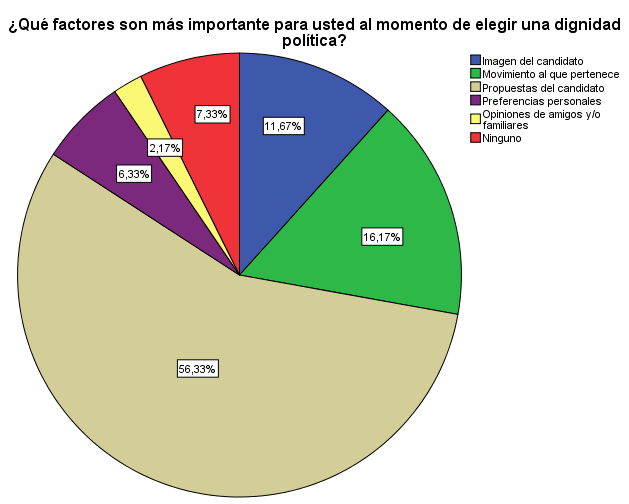 ¿Qué factores son más importante para usted al momento de elegir una dignidad
política?
Imagen del candidato
Movimiento al que pertenece
Propuestas del candidato
Preferencias personales
Opiniones de amigos y/o
familiares
Ninguno
7,33%
11,67%
2,17%
6,33%
16,17%
56,33%